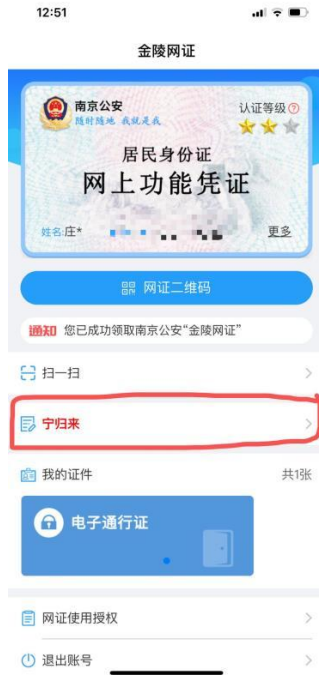 12:51
金陵网证
南京公安
随时随地 我就是我
认证等级
居民身份证
网上功能凭证
姓名:庄*
更多
网证二维码
通知 您已成功领取南京公安“金陵网证”
扫一扫
宁归来
我的证件 共1张
电子通行证
网证使用授权
退出账号